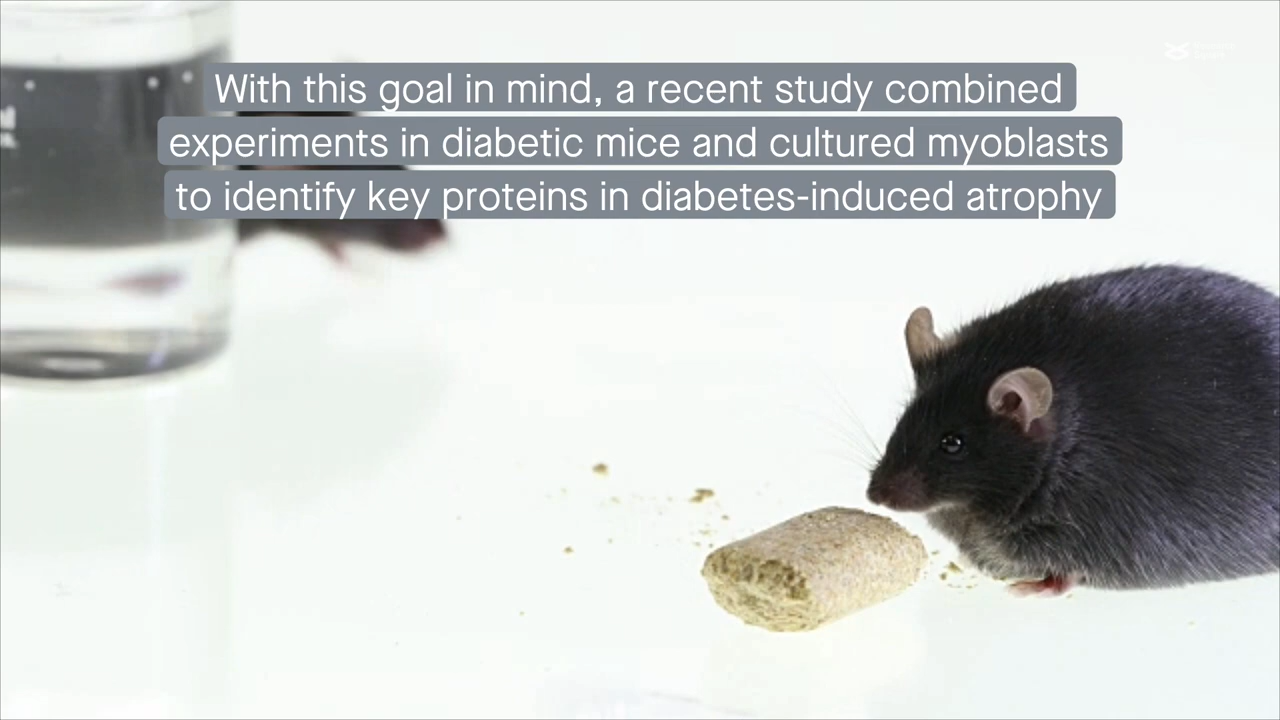 With this goal in mind, a recent study combined
experiments in diabetic mice and cultured myoblasts
to identify key proteins in diabetes-induced atrophy